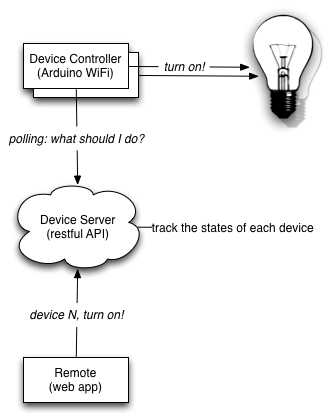 Device Controller
(Arduino WiFi)
turn on!
polling: what should I do?
Device Server
(restful API)
track the states of each device
device N, turn on!
Remote
(web app)